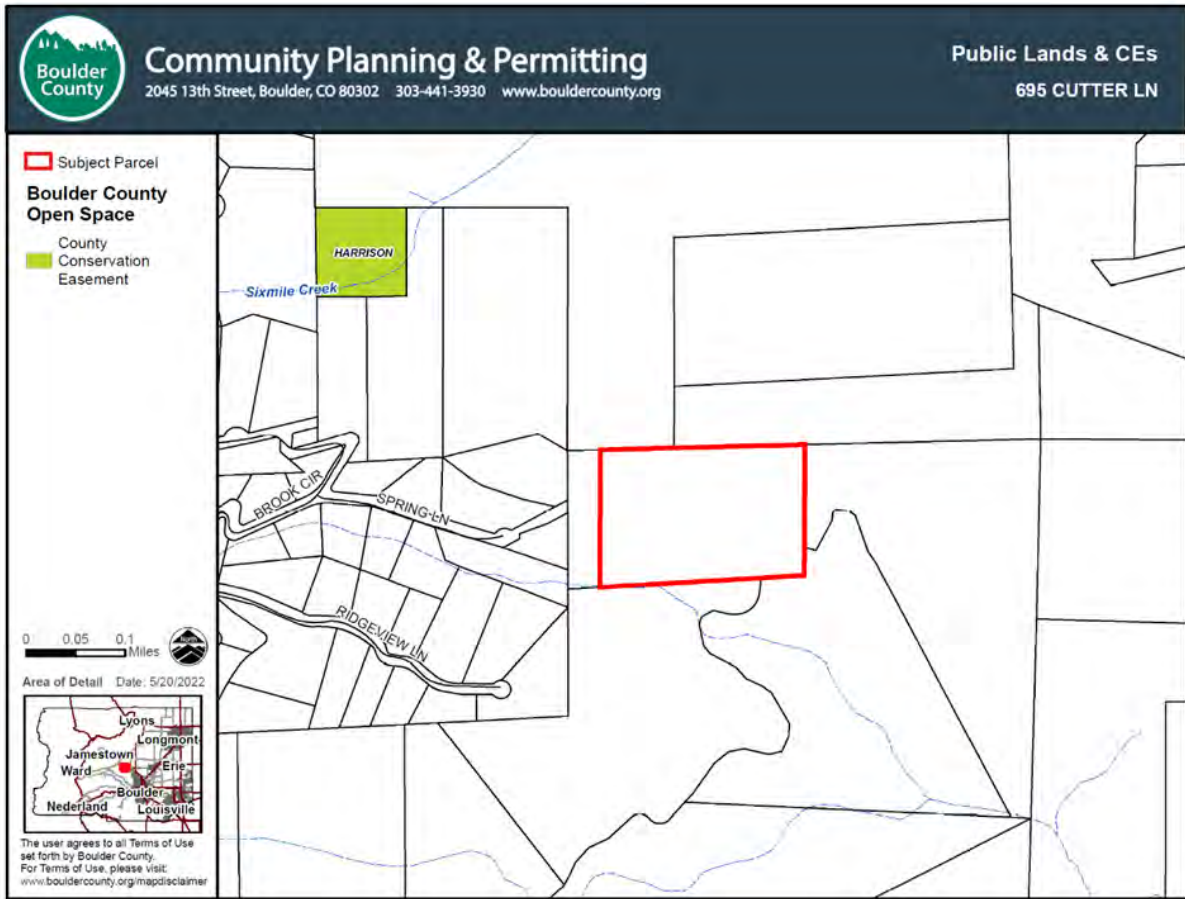 Boulder
County
Community Planning & Permitting
2045 13th Street, Boulder, CO 80302 303-441-3930 www.bouldercounty.org
Public Lands & CEs
695 CUTTER LN
Subject Parcel
Boulder County
Open Space
County
Conservation
Easement
HARRISON
Sixmile Creek
BROOK CIR
SPRING LN
RIDGEVIEW LN
0 0.05 0.1
Miles
North
Area of Detail Date: 5/20/2022
Lyons
Longmont
Jamestown
Ward
Erie
Boulder
Nederland
Louisville
The user agrees to all Terms of Use
set forth by Boulder County.
For Terms of Use, please visit:
www.bouldercounty.org/mapdisclaimer